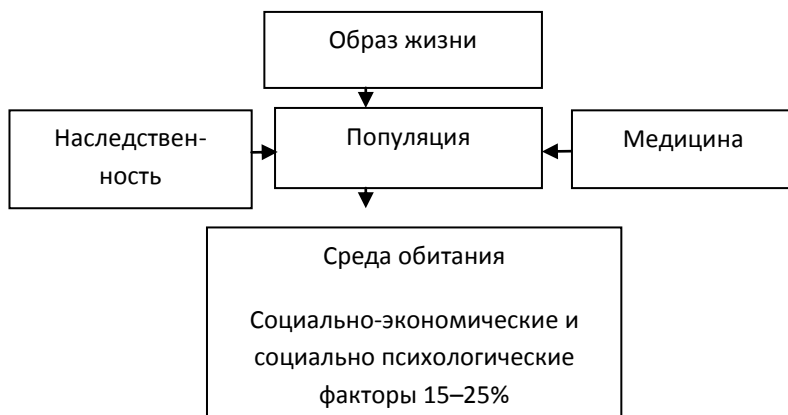 Образ жизни
Наследствен-
ность
Популяция
Медицина
Среда обитания
Социально-экономические и
социально психологические
факторы 15–25%